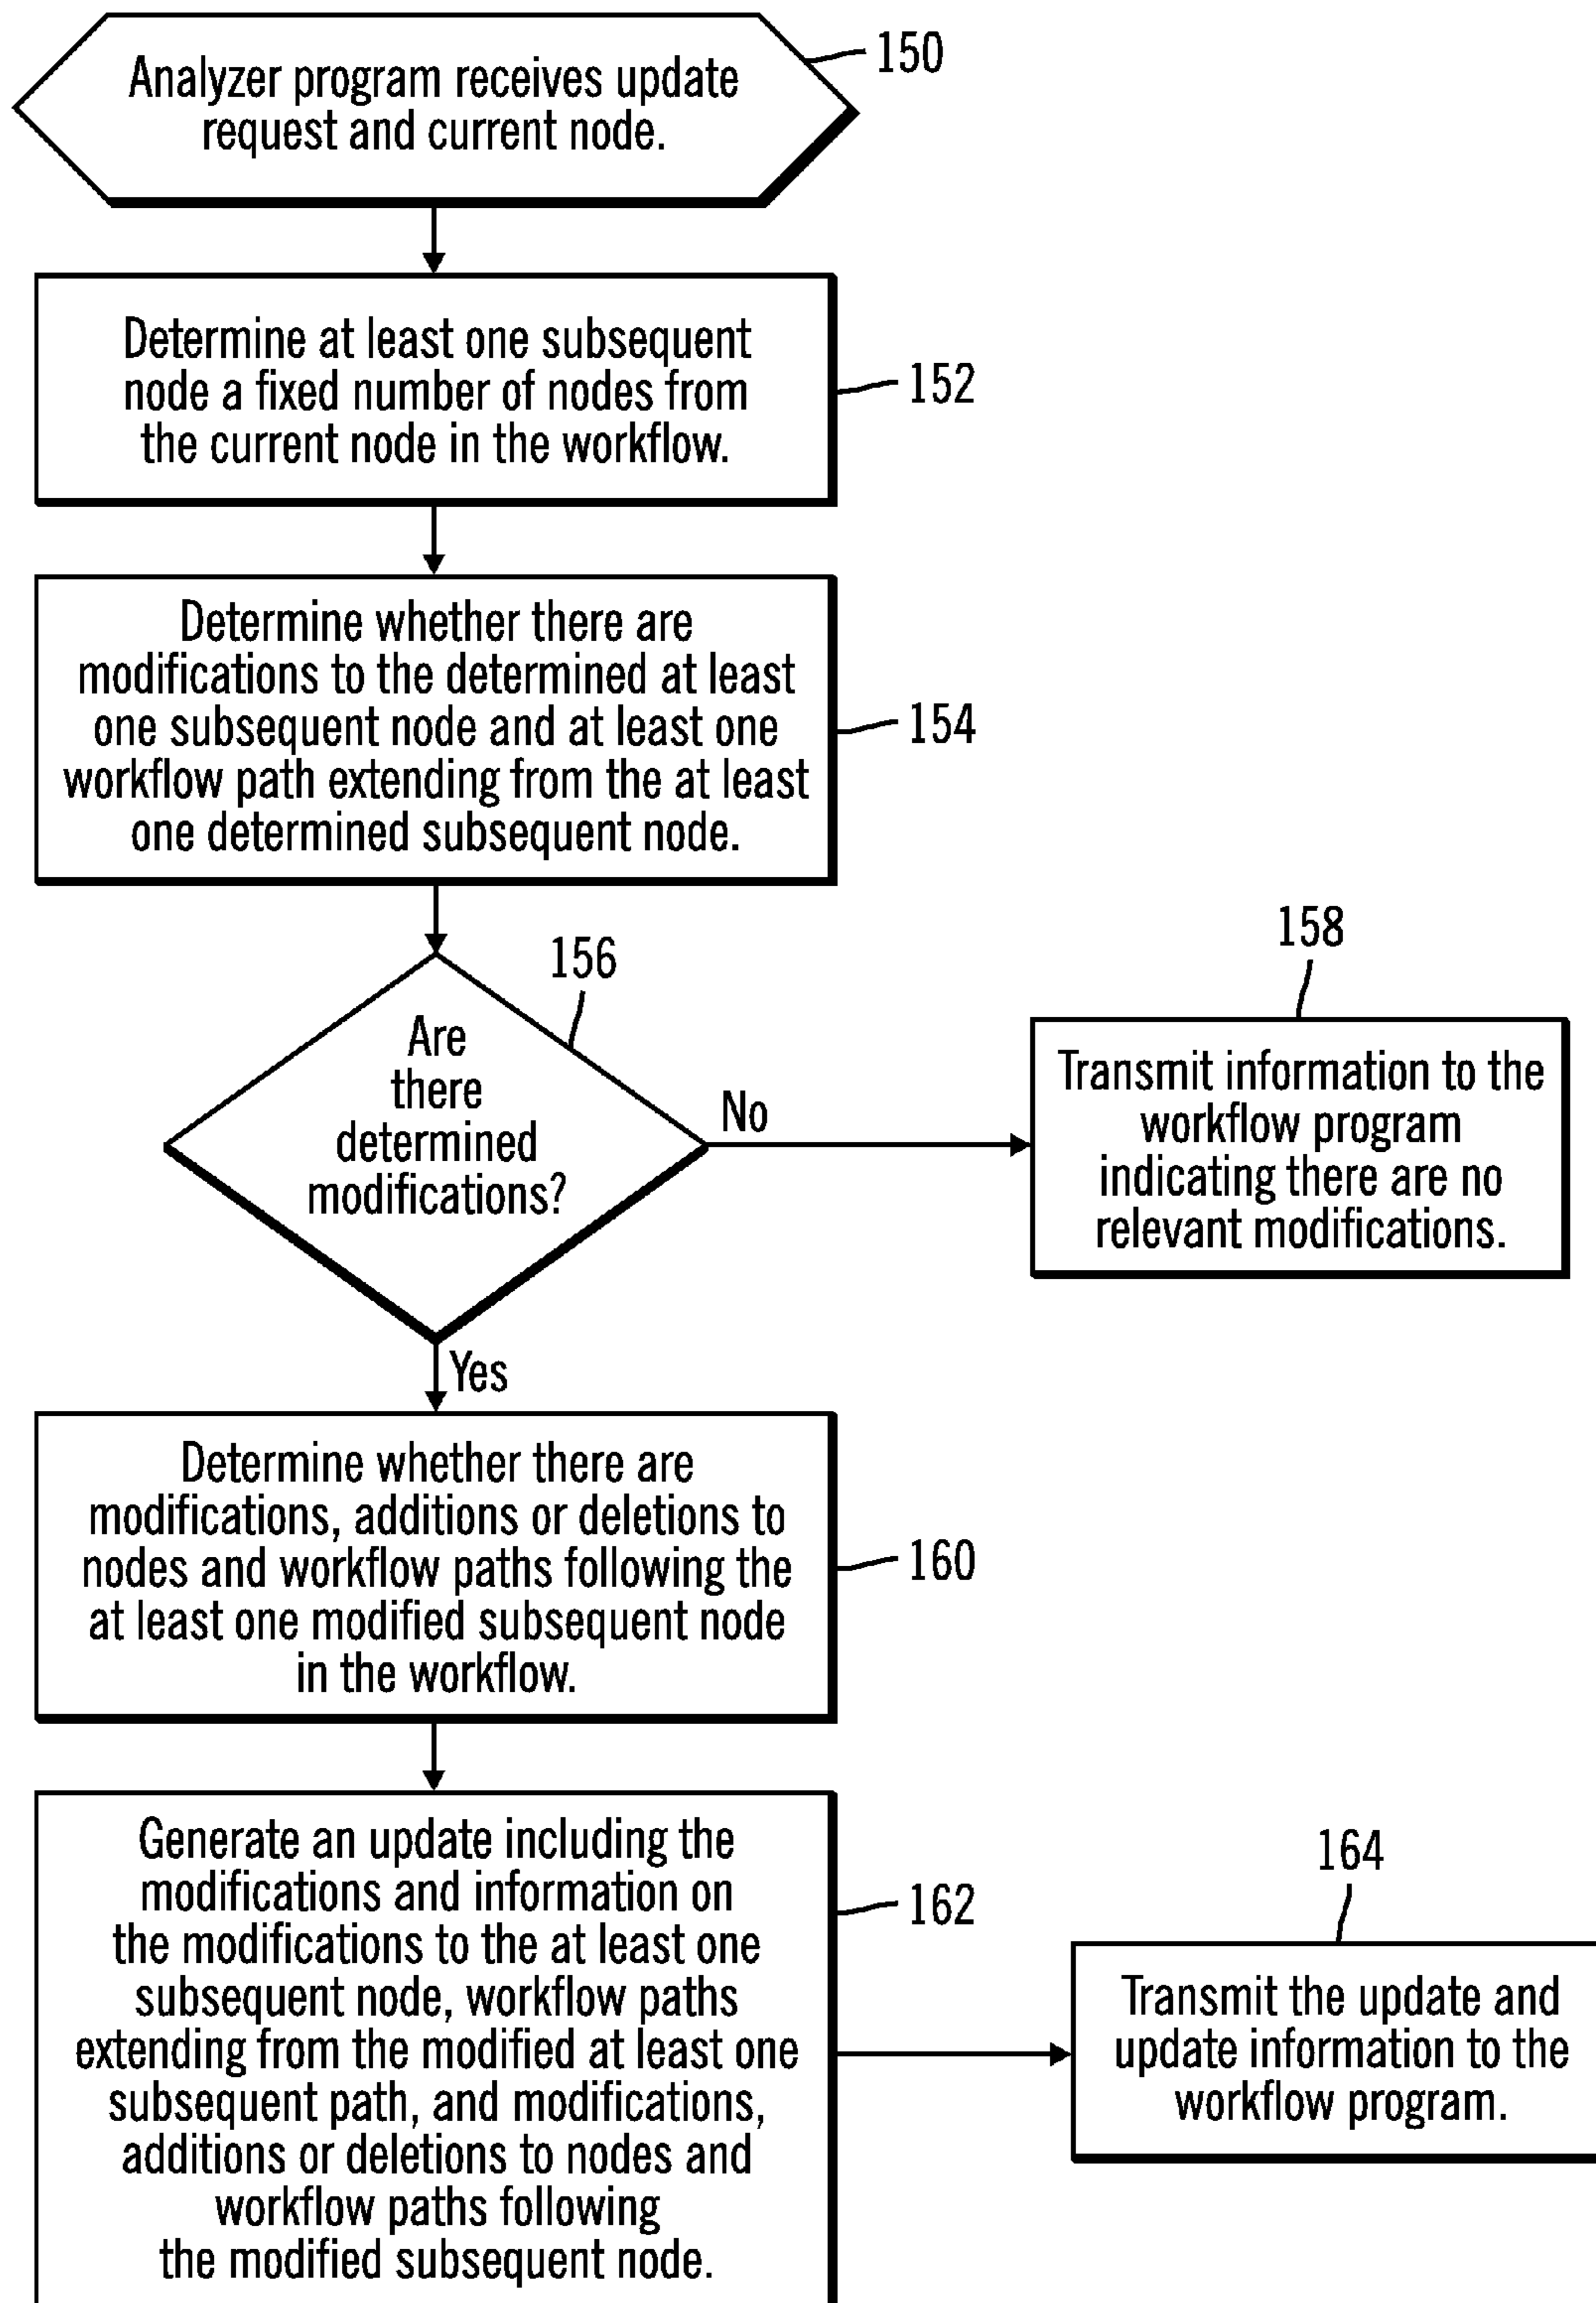 Analyzer program receives update
request and current node.
150
Determine at least one subsequent
node a fixed number of nodes from
the current node in the workflow.
152
Determine whether there are
modifications to the determined at least
one subsequent node and at least one
workflow path extending from the at least
one determined subsequent node.
154
156
Are
there
determined
modifications?
No
158
Transmit information to the
workflow program
indicating there are no
relevant modifications.
Yes
Determine whether there are
modifications, additions or deletions to
nodes and workflow paths following the
at least one modified subsequent node
in the workflow.
160
Generate an update including the
modifications and information on
the modifications to the at least one
subsequent node, workflow paths
extending from the modified at least one
subsequent path, and modifications,
additions or deletions to nodes and
workflow paths following
the modified subsequent node.
162
164
Transmit the update and
update information to the
workflow program.